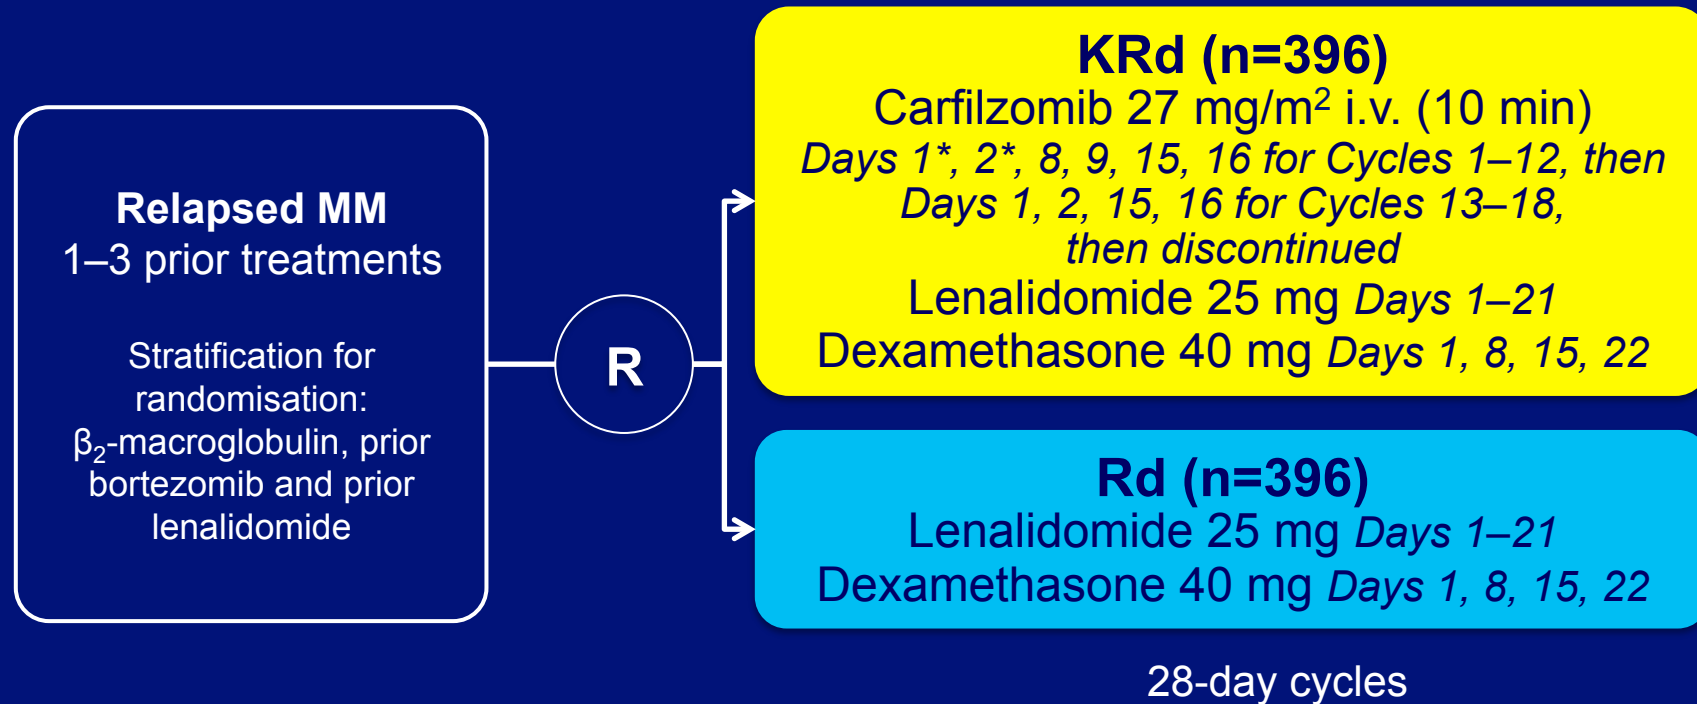 Relapsed MM
1–3 prior treatments
Stratification for
randomisation:
β₂-macroglobulin, prior
bortezomib and prior
lenalidomide
R
KRd (n=396)
Carfilzomib 27 mg/m² i.v. (10 min)
Days 1*, 2*, 8, 9, 15, 16 for Cycles 1–12, then
Days 1, 2, 15, 16 for Cycles 13–18,
then discontinued
Lenalidomide 25 mg Days 1–21
Dexamethasone 40 mg Days 1, 8, 15, 22
Rd (n=396)
Lenalidomide 25 mg Days 1–21
Dexamethasone 40 mg Days 1, 8, 15, 22
28-day cycles